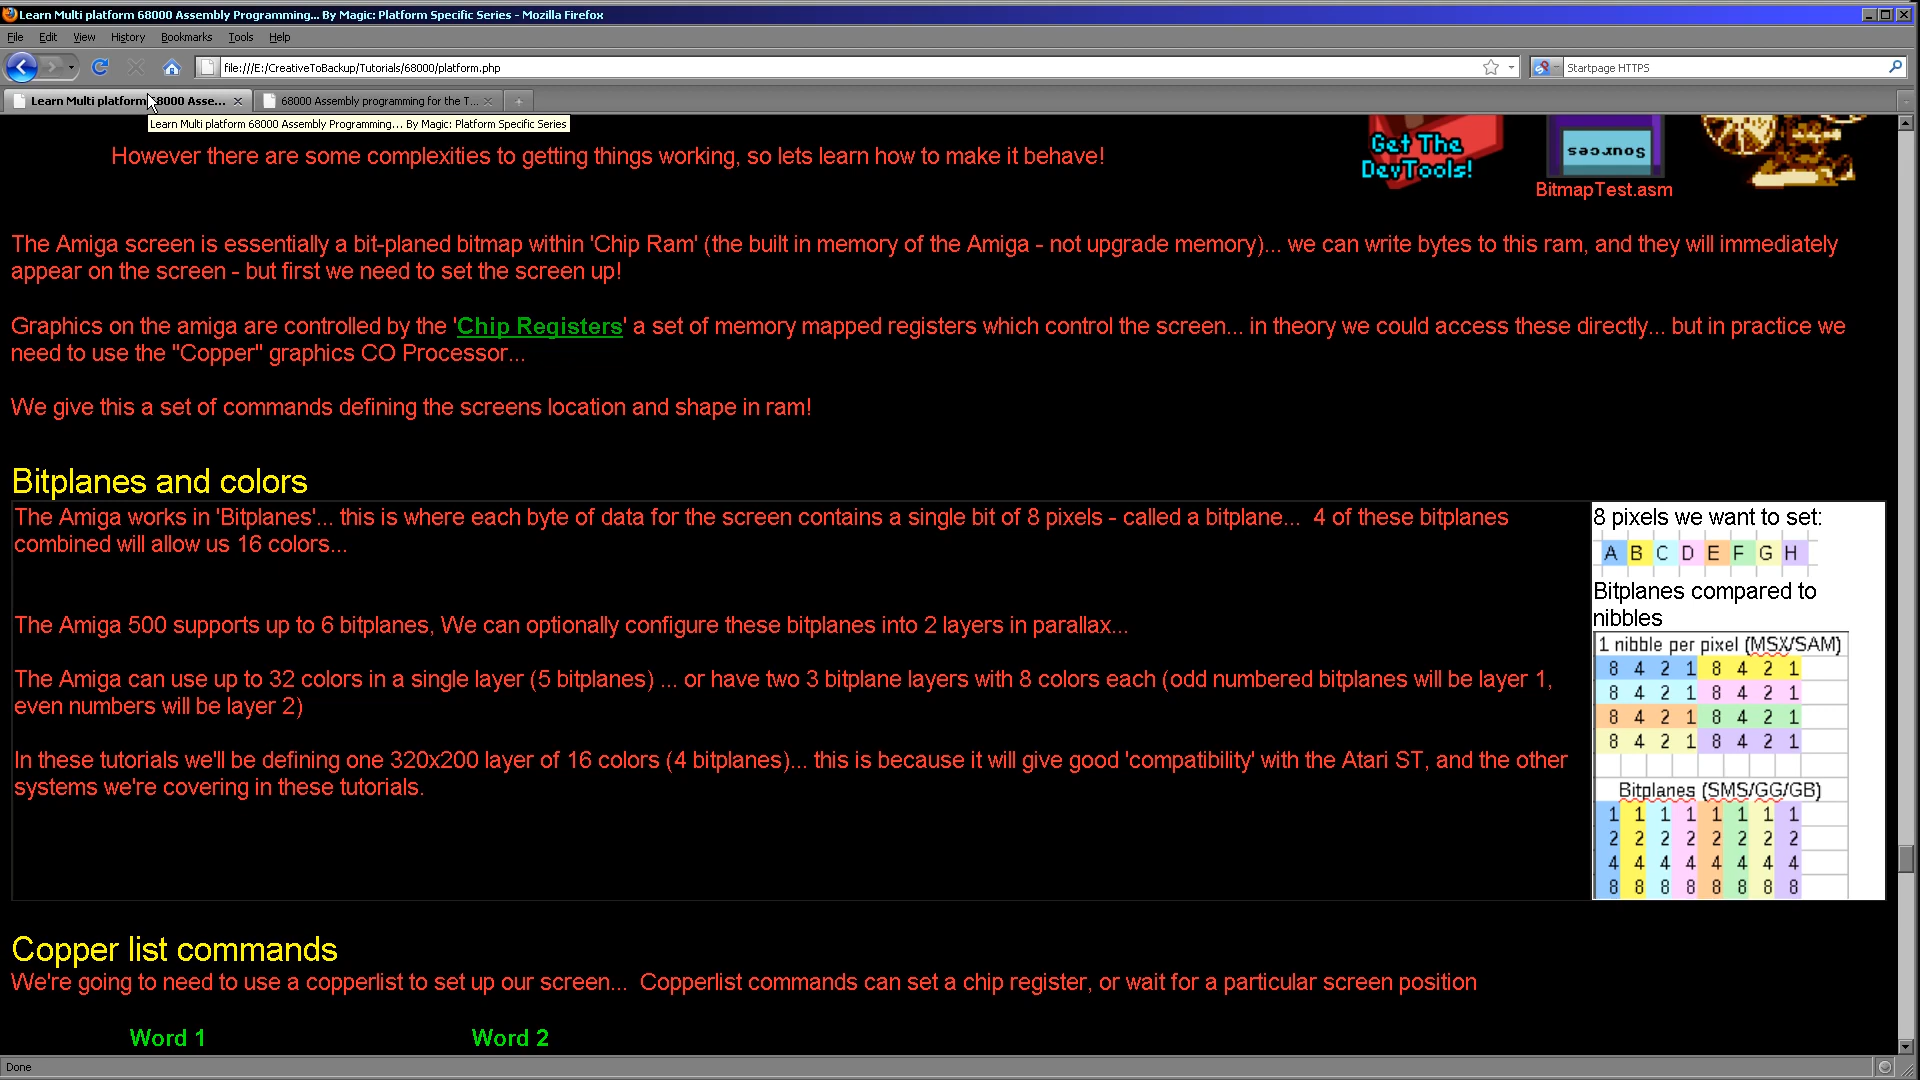 Learn Multi platform 68000 Assembly Programming... By Magic: Platform Specific Series - Mozilla Firefox
File Edit View History Bookmarks Tools Help
file:///E:/CreativeToBackup/Tutorials/68000/platform.php
Startpage HTTPS
Learn Multi platform 68000 Asse...
68000 Assembly programming for the T...
Learn Multi platform 68000 Assembly Programming... By Magic: Platform Specific Series
However there are some complexities to getting things working, so lets learn how to make it behave!
Get The
DevTools!
Sources
BitmapTest.asm
The Amiga screen is essentially a bit-planed bitmap within 'Chip Ram' (the built in memory of the Amiga - not upgrade memory)... we can write bytes to this ram, and they will immediately
appear on the screen - but first we need to set the screen up!
Graphics on the amiga are controlled by the 'Chip Registers' a set of memory mapped registers which control the screen... in theory we could access these directly... but in practice we
need to use the "Copper" graphics CO Processor...
We give this a set of commands defining the screens location and shape in ram!
Bitplanes and colors
The Amiga works in 'Bitplanes'... this is where each byte of data for the screen contains a single bit of 8 pixels - called a bitplane...  4 of these bitplanes
combined will allow us 16 colors...
The Amiga 500 supports up to 6 bitplanes, We can optionally configure these bitplanes into 2 layers in parallax...
The Amiga can use up to 32 colors in a single layer (5 bitplanes) ... or have two 3 bitplane layers with 8 colors each (odd numbered bitplanes will be layer 1,
even numbers will be layer 2)
In these tutorials we'll be defining one 320x200 layer of 16 colors (4 bitplanes)... this is because it will give good 'compatibility' with the Atari ST, and the other
systems we're covering in these tutorials.
8 pixels we want to set:
A B C D E F G H
Bitplanes compared to
nibbles
1 nibble per pixel (MSX/SAM)
8 4 2 1 8 4 2 1
8 4 2 1 8 4 2 1
8 4 2 1 8 4 2 1
8 4 2 1 8 4 2 1
Bitplanes (SMS/GG/GB)
1 1 1 1 1 1 1 1
2 2 2 2 2 2 2 2
4 4 4 4 4 4 4 4
8 8 8 8 8 8 8 8
Copper list commands
We're going to need to use a copperlist to set up our screen...  Copperlist commands can set a chip register, or wait for a particular screen position
Word 1
Word 2
Done